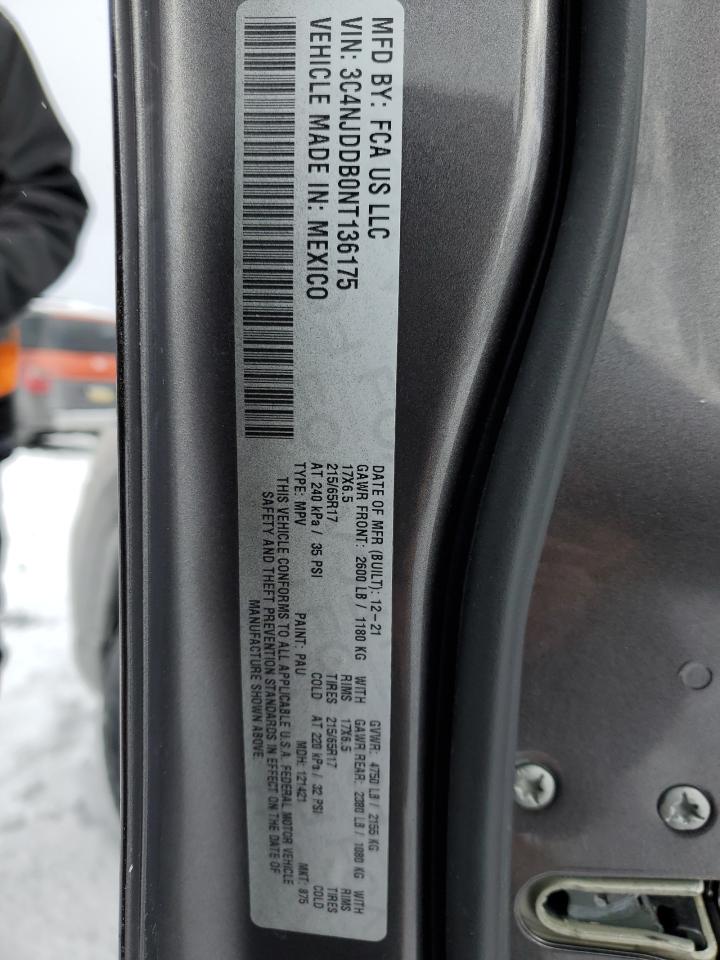 MFD BY: FCA US LLC
VIN: 3C4NJDDB0NT136175
VEHICLE MADE IN: MEXICO
DATE OF MFR (BUILT): 12-21 GVWR: 4750 LB / 2155 KG
GAWR FRONT: 2600 LB / 1180 KG WITH GAWR REAR: 2380 LB / 1080 KG WITH
17X6.5 RIMS 17X6.5 RIMS
215/65R17 TIRES 215/65R17 TIRES
AT 240 kPa / 35 PSI COLD AT 220 kPa / 32 PSI COLD
TYPE: MPV PAINT: PAU MDH: 121421 MKT: 875
THIS VEHICLE CONFORMS TO ALL APPLICABLE U.S.A. FEDERAL MOTOR VEHICLE
SAFETY AND THEFT PREVENTION STANDARDS IN EFFECT ON THE DATE OF
MANUFACTURE SHOWN ABOVE.